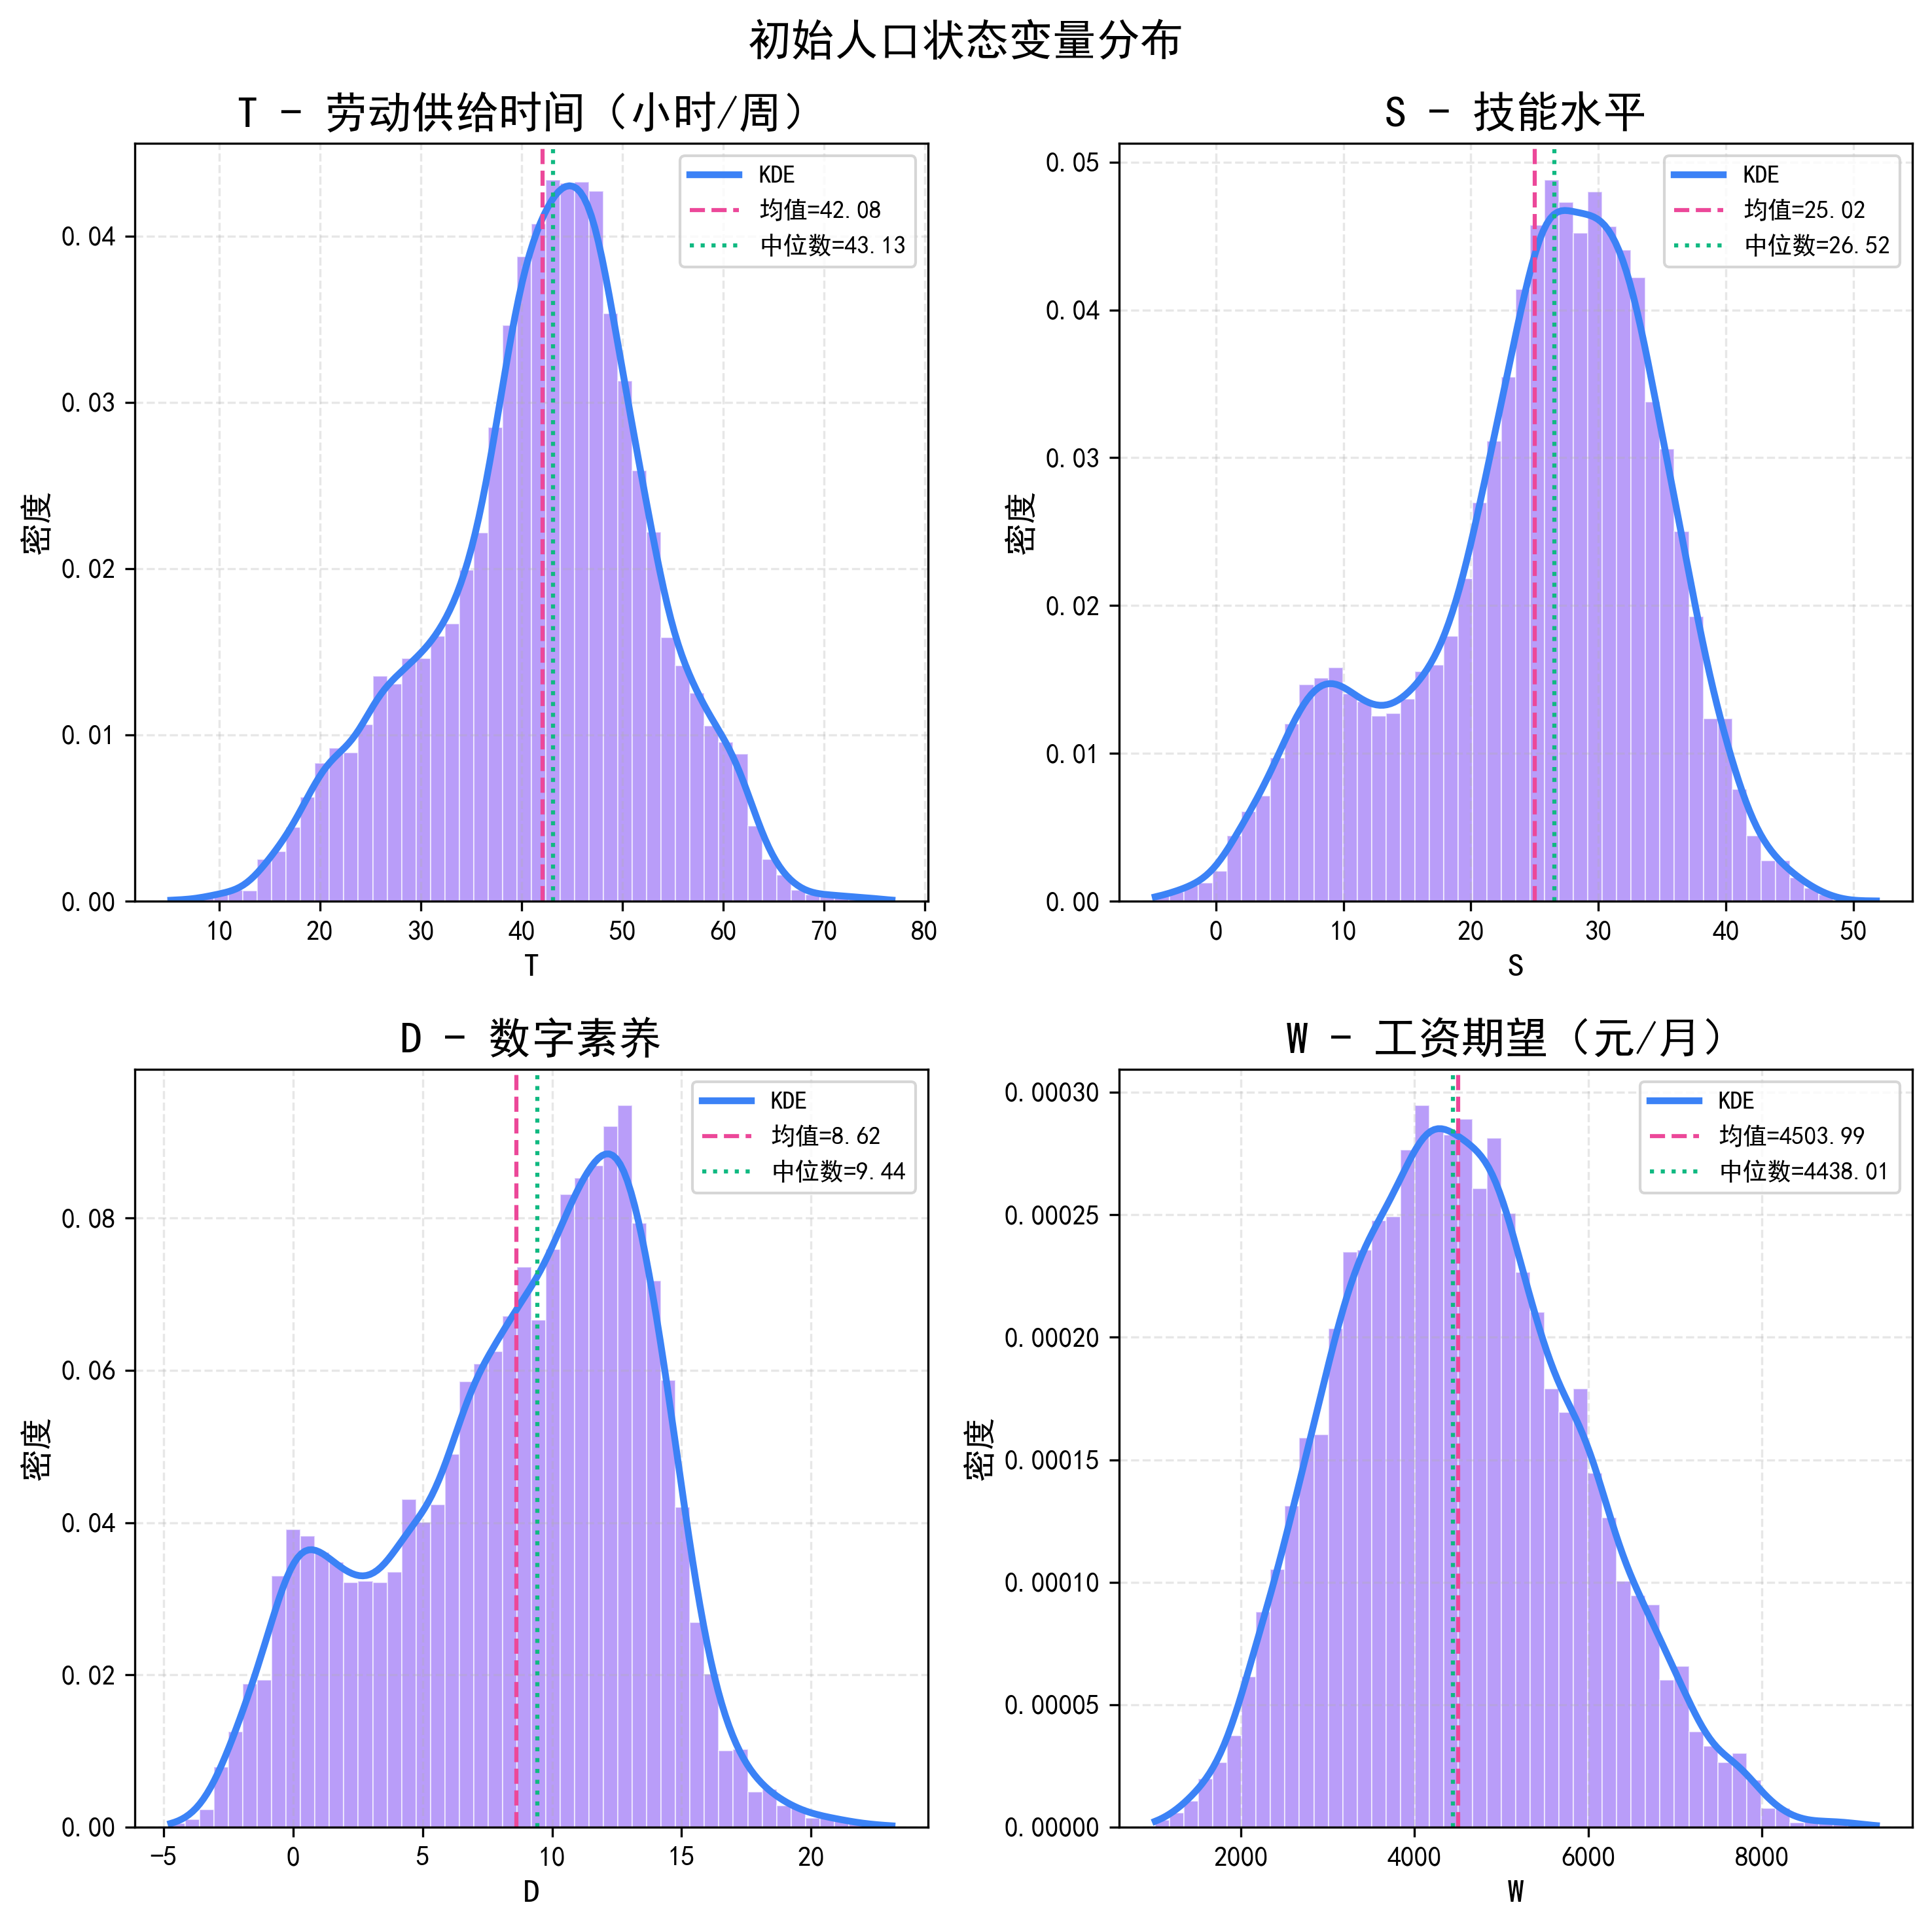 初始人口状态变量分布
T - 劳动供给时间（小时/周）
KDE
均值=42.08
中位数=43.13
密度
0.04
0.03
0.02
0.01
0.00
10 20 30 40 50 60 70 80
T
S - 技能水平
KDE
均值=25.02
中位数=26.52
密度
0.05
0.04
0.03
0.02
0.01
0.00
0 10 20 30 40 50
S
D - 数字素养
KDE
均值=8.62
中位数=9.44
密度
0.08
0.06
0.04
0.02
0.00
−5 0 5 10 15 20
D
W - 工资期望（元/月）
KDE
均值=4503.99
中位数=4438.01
密度
0.00030
0.00025
0.00020
0.00015
0.00010
0.00005
0.00000
2000 4000 6000 8000
W